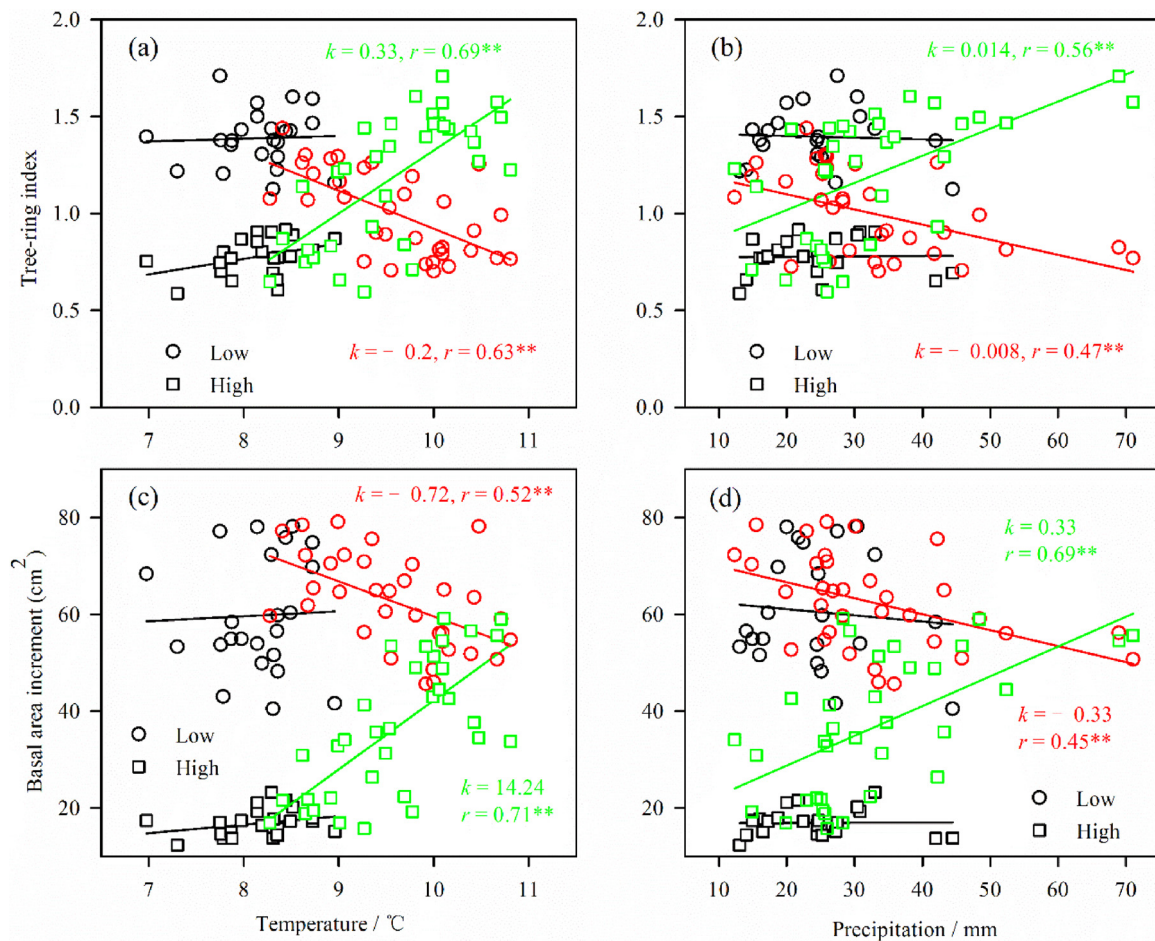 (a)
k = 0.33, r = 0.69**
2.0
1.5
1.0
0.5
0.0
Tree-ring index
Low
High
k = − 0.2, r = 0.63**
7 8 9 10 11
(b)
k = 0.014, r = 0.56**
2.0
1.5
1.0
0.5
0.0
Low
High
k = − 0.008, r = 0.47**
10 20 30 40 50 60 70
(c)
k = − 0.72, r = 0.52**
80
60
40
20
Basal area increment (cm²)
Low
High
k = 14.24
r = 0.71**
7 8 9 10 11
Temperature / ℃
(d)
k = 0.33
r = 0.69**
80
60
40
20
k = − 0.33
r = 0.45**
Low
High
10 20 30 40 50 60 70
Precipitation / mm